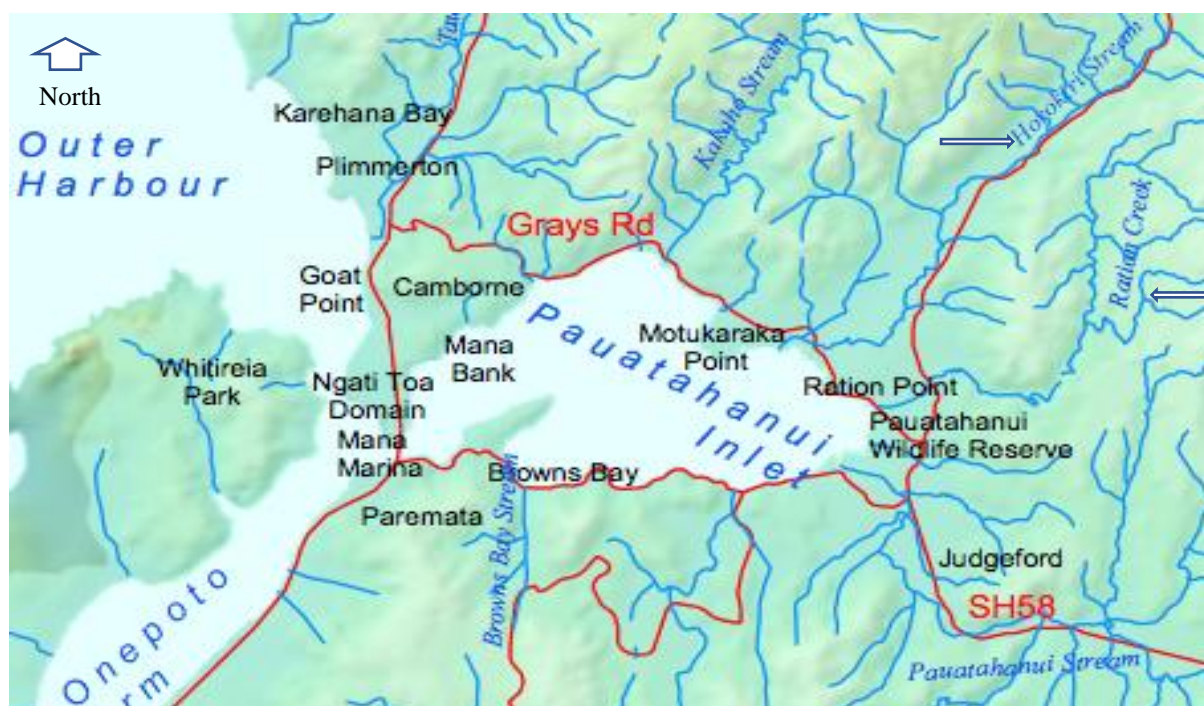 North
Karehana Bay
Outer
Harbour
Plimmerton
Kakaho Stream
Ration Creek
Grays Rd
Goat
Point
Camborne
Pauatahanui
Inlet
Motukaraka
Point
Mana
Bank
Whitireia
Park
Ngati Toa
Domain
Ration Point
Pauatahanui
Wildlife Reserve
Mana
Marina
Browns Bay
Browns Bay Stream
Paremata
Judgeford
SH58
Onepoto
rm
Pauatahanui Stream
Stream